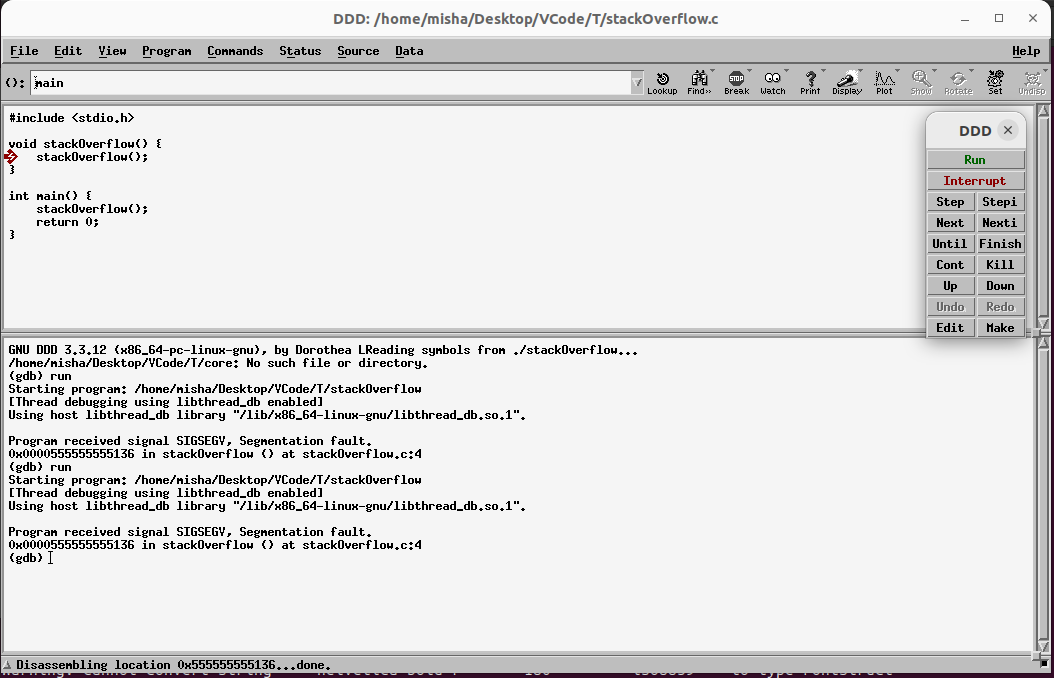 DDD: /home/misha/Desktop/VCode/T/stackOverflow.c
File Edit View Program Commands Status Source Data Help
(): main
Lookup Find>> Break Watch Print Display Plot Show Rotate Set Undisp
#include <stdio.h>
void stackOverflow() {
stackOverflow();
}
int main() {
stackOverflow();
return 0;
}
DDD
Run
Interrupt
Step Stepi
Next Nexti
Until Finish
Cont Kill
Up Down
Undo Redo
Edit Make
GNU DDD 3.3.12 (x86_64-pc-linux-gnu), by Dorothea LReading symbols from ./stackOverflow...
/home/misha/Desktop/VCode/T/core: No such file or directory.
(gdb) run
Starting program: /home/misha/Desktop/VCode/T/stackOverflow
[Thread debugging using libthread_db enabled]
Using host libthread_db library "/lib/x86_64-linux-gnu/libthread_db.so.1".
Program received signal SIGSEGV, Segmentation fault.
0x0000555555555136 in stackOverflow () at stackOverflow.c:4
(gdb) run
Starting program: /home/misha/Desktop/VCode/T/stackOverflow
[Thread debugging using libthread_db enabled]
Using host libthread_db library "/lib/x86_64-linux-gnu/libthread_db.so.1".
Program received signal SIGSEGV, Segmentation fault.
0x0000555555555136 in stackOverflow () at stackOverflow.c:4
(gdb)
Disassembling location 0x555555555136...done.